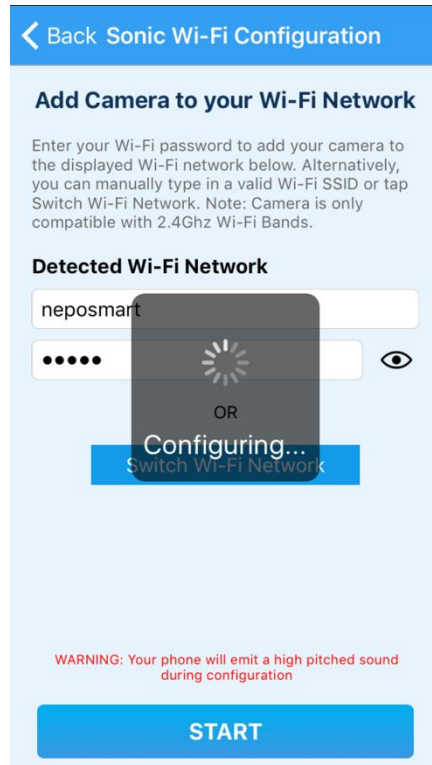 Back Sonic Wi-Fi Configuration
Add Camera to your Wi-Fi Network
Enter your Wi-Fi password to add your camera to
the displayed Wi-Fi network below. Alternatively,
you can manually type in a valid Wi-Fi SSID or tap
Switch Wi-Fi Network. Note: Camera is only
compatible with 2.4Ghz Wi-Fi Bands.
Detected Wi-Fi Network
neposmart
•••••
OR
Configuring...
Switch Wi-Fi Network
WARNING: Your phone will emit a high pitched sound
during configuration
START